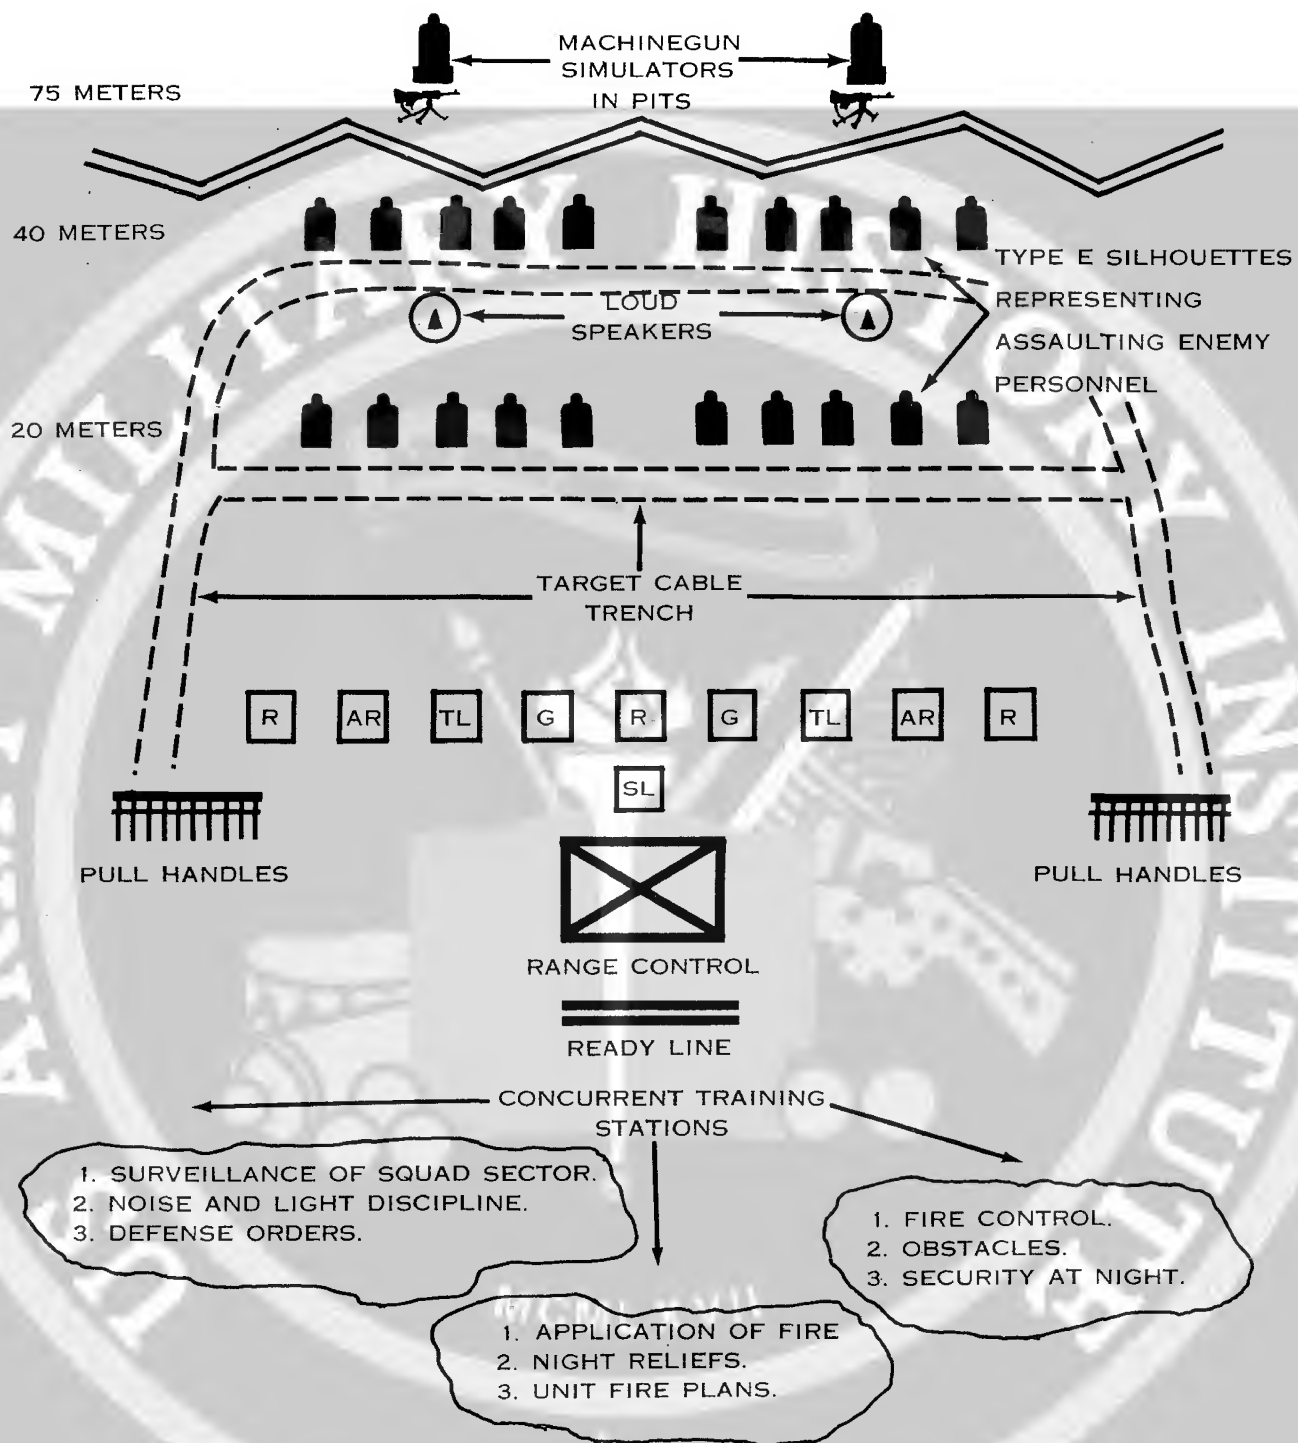 MACHINEGUN
SIMULATORS
IN PITS
75 METERS
40 METERS
TYPE E SILHOUETTES
REPRESENTING
ASSAULTING ENEMY
PERSONNEL
LOUD
SPEAKERS
20 METERS
TARGET CABLE
TRENCH
R AR TL G R G TL AR R
SL
PULL HANDLES
PULL HANDLES
RANGE CONTROL
READY LINE
CONCURRENT TRAINING
STATIONS
1. SURVEILLANCE OF SQUAD SECTOR.
2. NOISE AND LIGHT DISCIPLINE.
3. DEFENSE ORDERS.
1. FIRE CONTROL.
2. OBSTACLES.
3. SECURITY AT NIGHT.
1. APPLICATION OF FIRE
2. NIGHT RELIEFS.
3. UNIT FIRE PLANS.
MILITARY HISTORY INSTITUTE